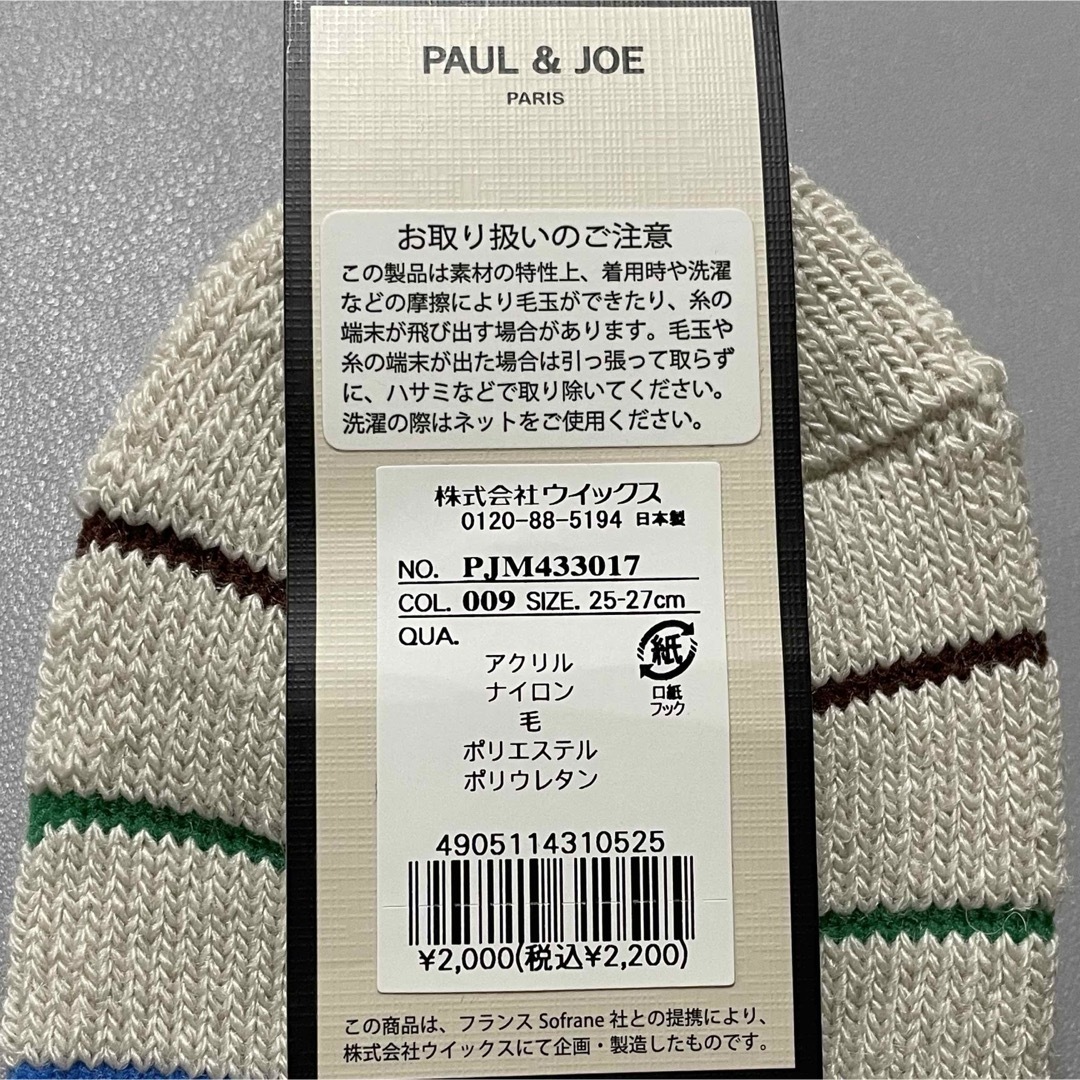 PAUL & JOE
PARIS
お取り扱いのご注意
この製品は素材の特性上、着用時や洗濯
などの摩擦により毛玉ができたり、糸の
端末が飛び出す場合があります。毛玉や
糸の端末が出た場合は引っ張って取らず
に、ハサミなどで取り除いてください。
洗濯の際はネットをご使用ください。
株式会社ウイックス
0120-88-5194 日本製
NO. PJM433017
COL. 009 SIZE. 25-27cm
QUA.
アクリル
ナイロン
毛
ポリエステル
ポリウレタン
紙
口紙
フック
4905114310525
¥2,000(税込¥2,200)
この商品は、フランス Sofrane 社との提携により、
株式会社ウイックスにて企画・製造したものです。